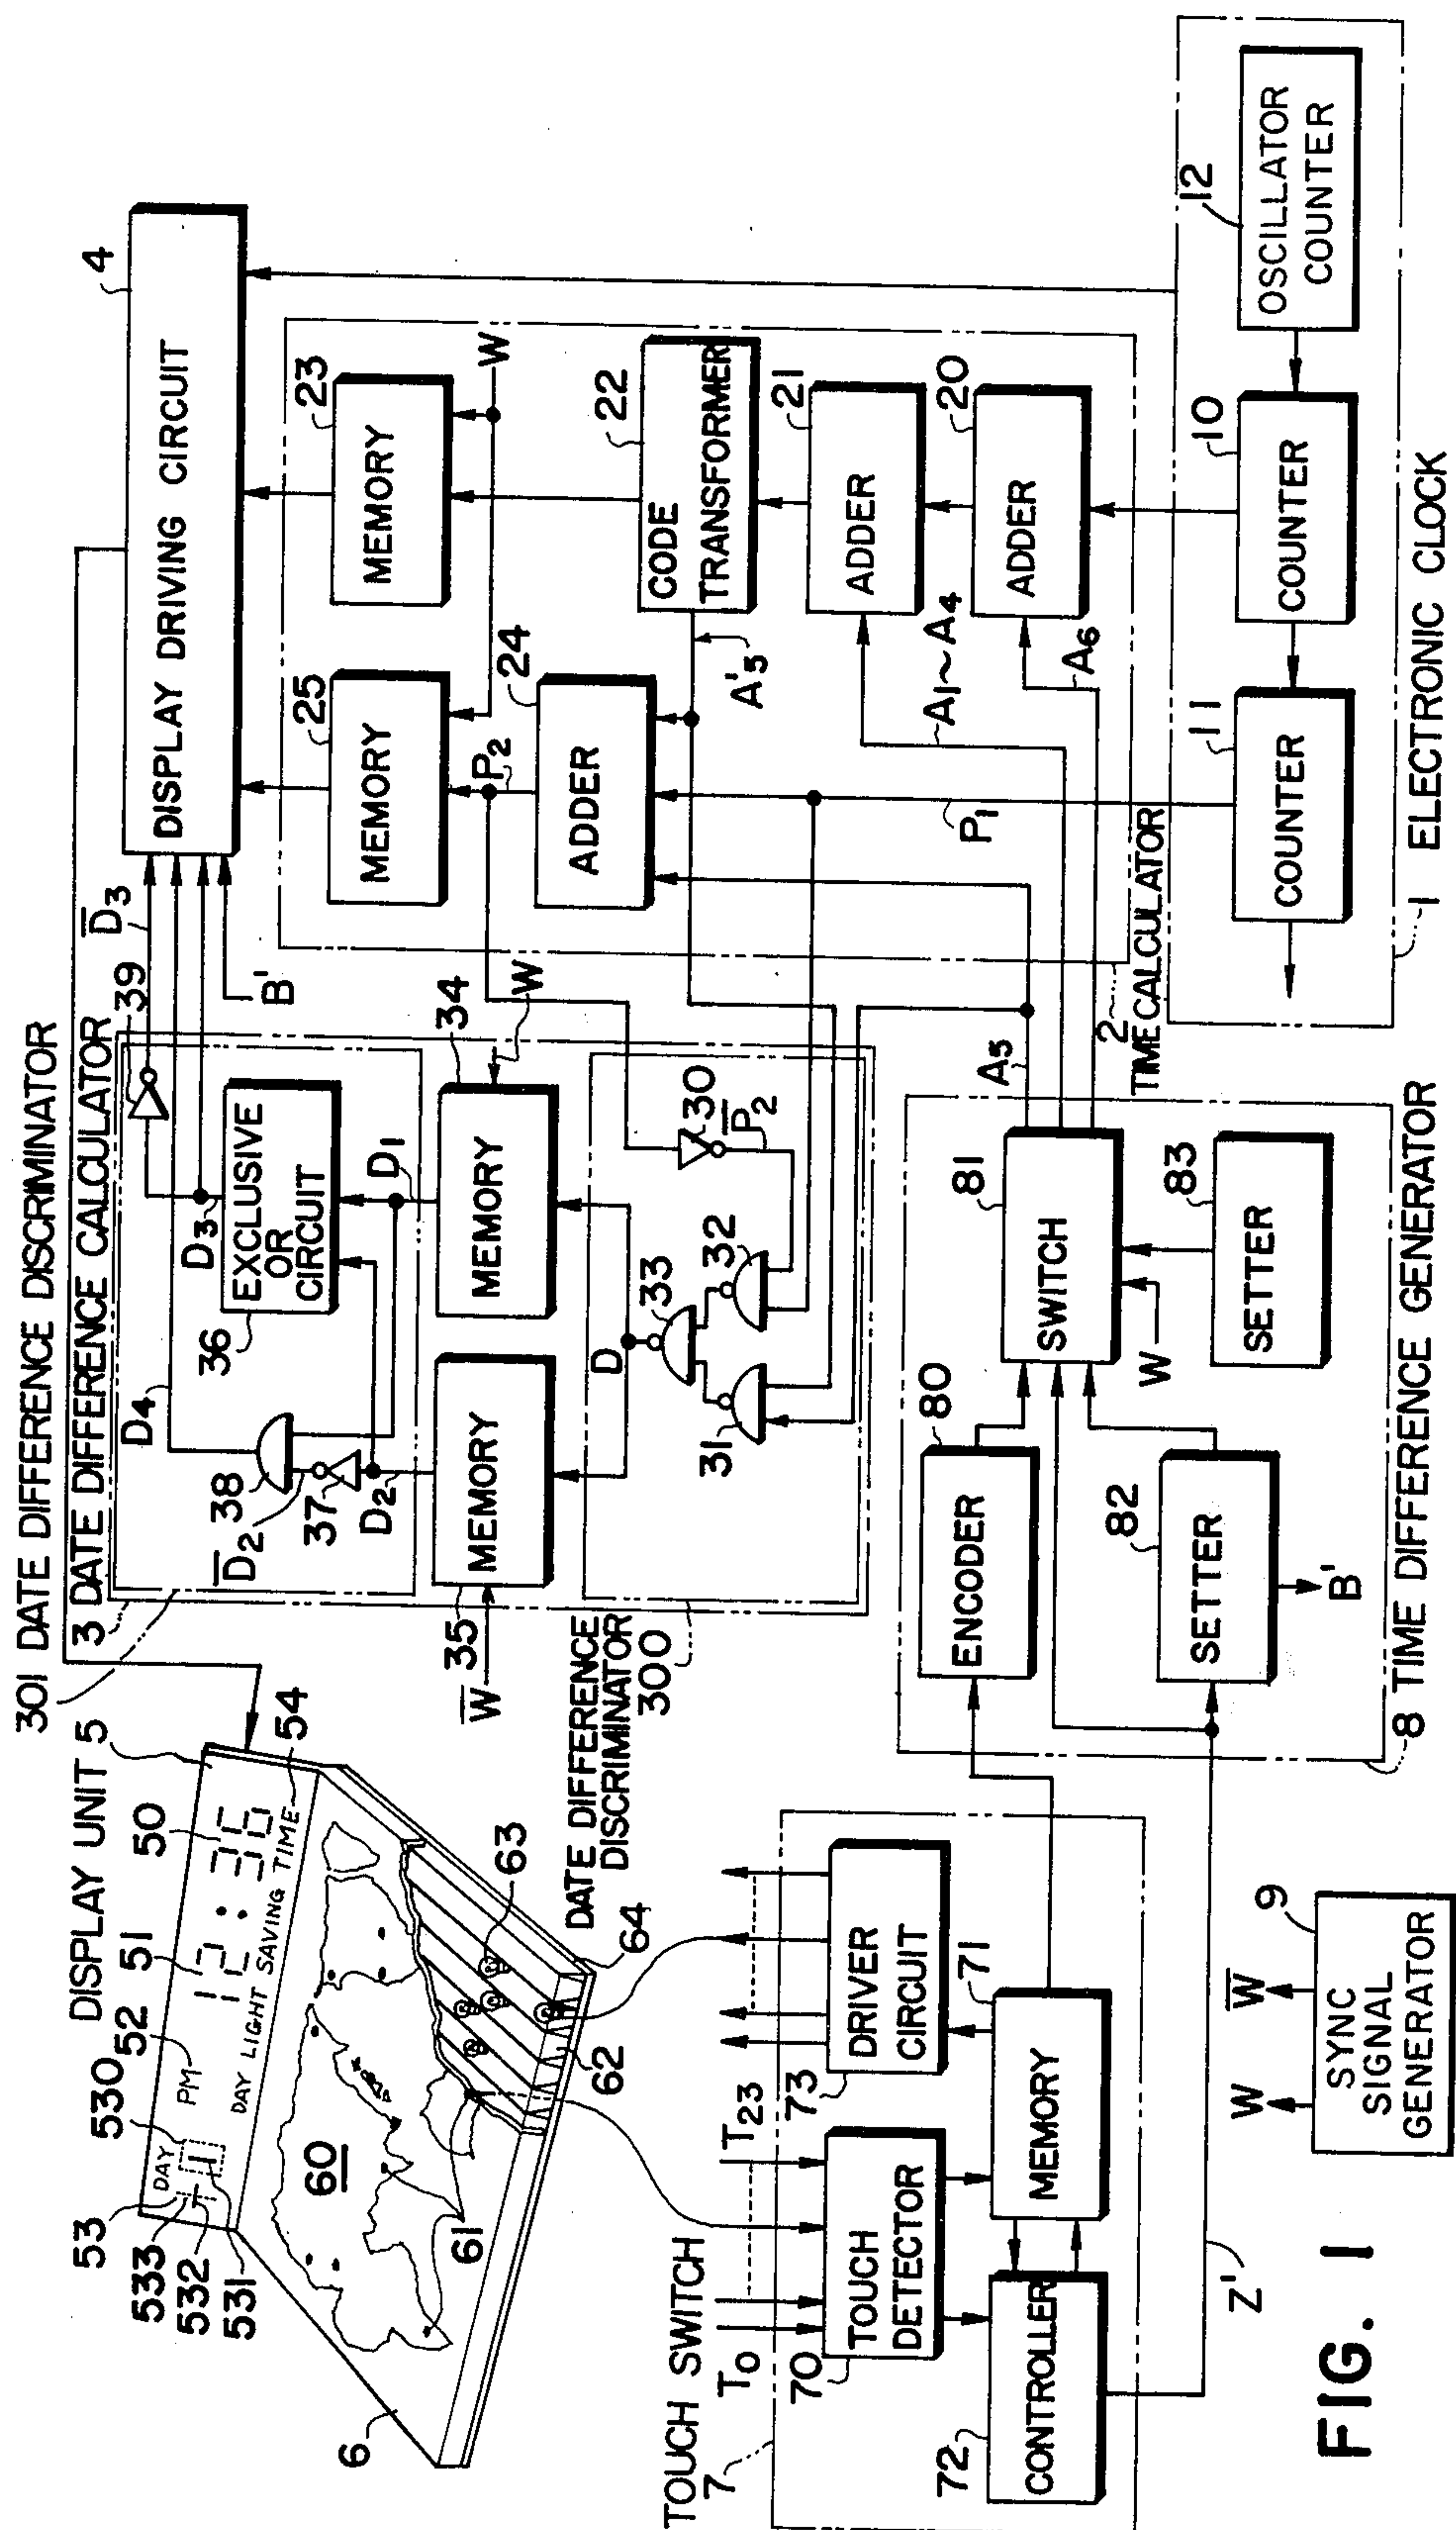 301 DATE DIFFERENCE DISCRIMINATOR
3 DATE DIFFERENCE CALCULATOR
DISPLAY UNIT 5
53
533
532
531
530
52
51
50
54
DAY
PM
12:36
DAY LIGHT SAVING TIME
6
60
61
62
63
64
D4
D̅2
38
37
D2
36
EXCLUSIVE
OR
CIRCUIT
D3
D1
39
D̅3
B'
4
DISPLAY DRIVING CIRCUIT
W̅
35
MEMORY
MEMORY
34
W
DATE DIFFERENCE
DISCRIMINATOR
300
D
33
31
32
30
P̅2
25
MEMORY
23
MEMORY
W
P2
24
ADDER
A'5
22
CODE
TRANSFORMER
21
ADDER
A1~A4
20
ADDER
A6
P1
A5
2
TIME CALCULATOR
TOUCH SWITCH
7
T0
T23
70
TOUCH
DETECTOR
73
DRIVER
CIRCUIT
72
CONTROLLER
71
MEMORY
Z'
80
ENCODER
81
SWITCH
W
82
SETTER
83
SETTER
B'
8 TIME DIFFERENCE GENERATOR
W
W̅
9
SYNC
SIGNAL
GENERATOR
11
COUNTER
10
COUNTER
12
OSCILLATOR
COUNTER
1 ELECTRONIC CLOCK
FIG. 1